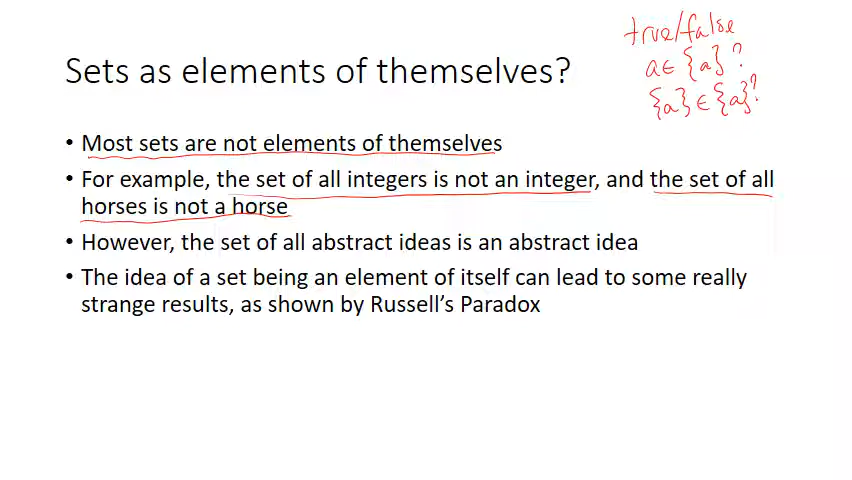 true/false
a ∈ {a} ?
{a} ∈ {a} ?
Sets as elements of themselves?
• Most sets are not elements of themselves
• For example, the set of all integers is not an integer, and the set of all
horses is not a horse
• However, the set of all abstract ideas is an abstract idea
• The idea of a set being an element of itself can lead to some really
strange results, as shown by Russell’s Paradox